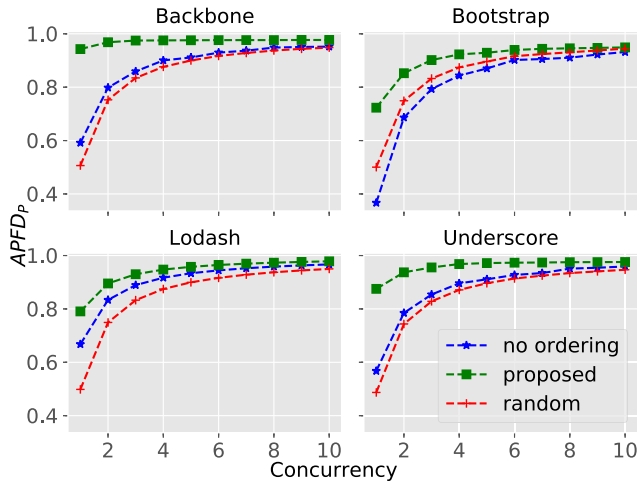 Backbone
Bootstrap
1.0
0.8
0.6
0.4
APFD_P
Lodash
Underscore
1.0
0.8
0.6
0.4
no ordering
proposed
random
2 4 6 8 10
2 4 6 8 10
Concurrency